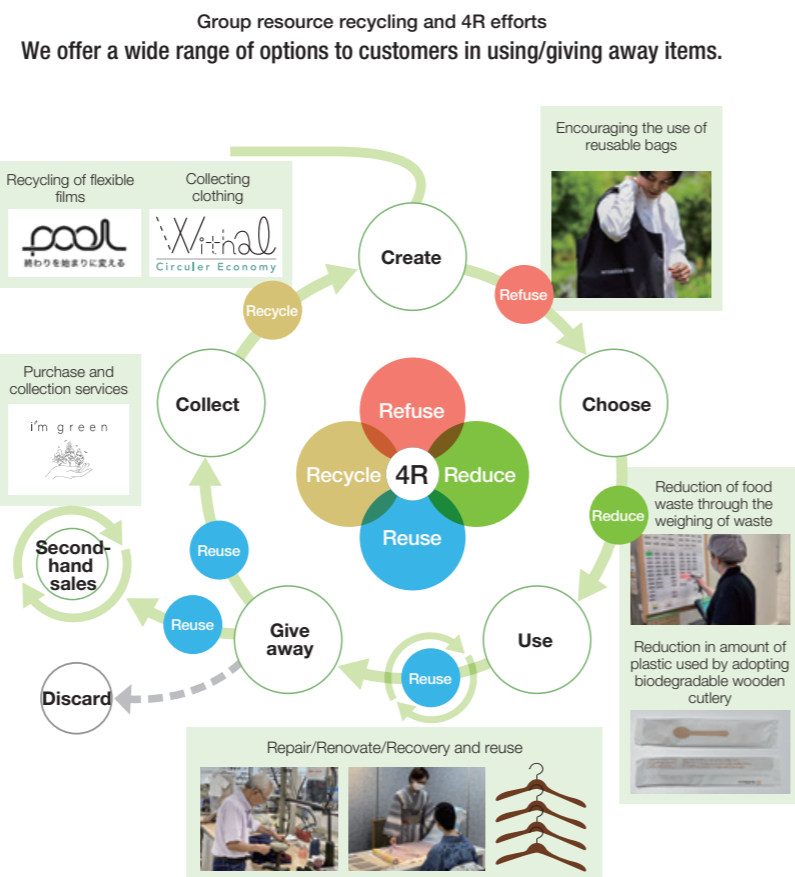 Group resource recycling and 4R efforts
We offer a wide range of options to customers in using/giving away items.
Encouraging the use of
reusable bags
Recycling of flexible
films
pool
終わりを始まりに変える
Collecting
clothing
Withal
Circuler Economy
Create
Refuse
Recycle
Purchase and
collection services
i'm green
Collect
Choose
Refuse
Recycle
4R
Reduce
Reuse
Reduce
Reduction of food
waste through the
weighing of waste
Reuse
Second-
hand
sales
Reuse
Give
away
Use
Reuse
Discard
Reduction in amount of
plastic used by adopting
biodegradable wooden
cutlery
Repair/Renovate/Recovery and reuse